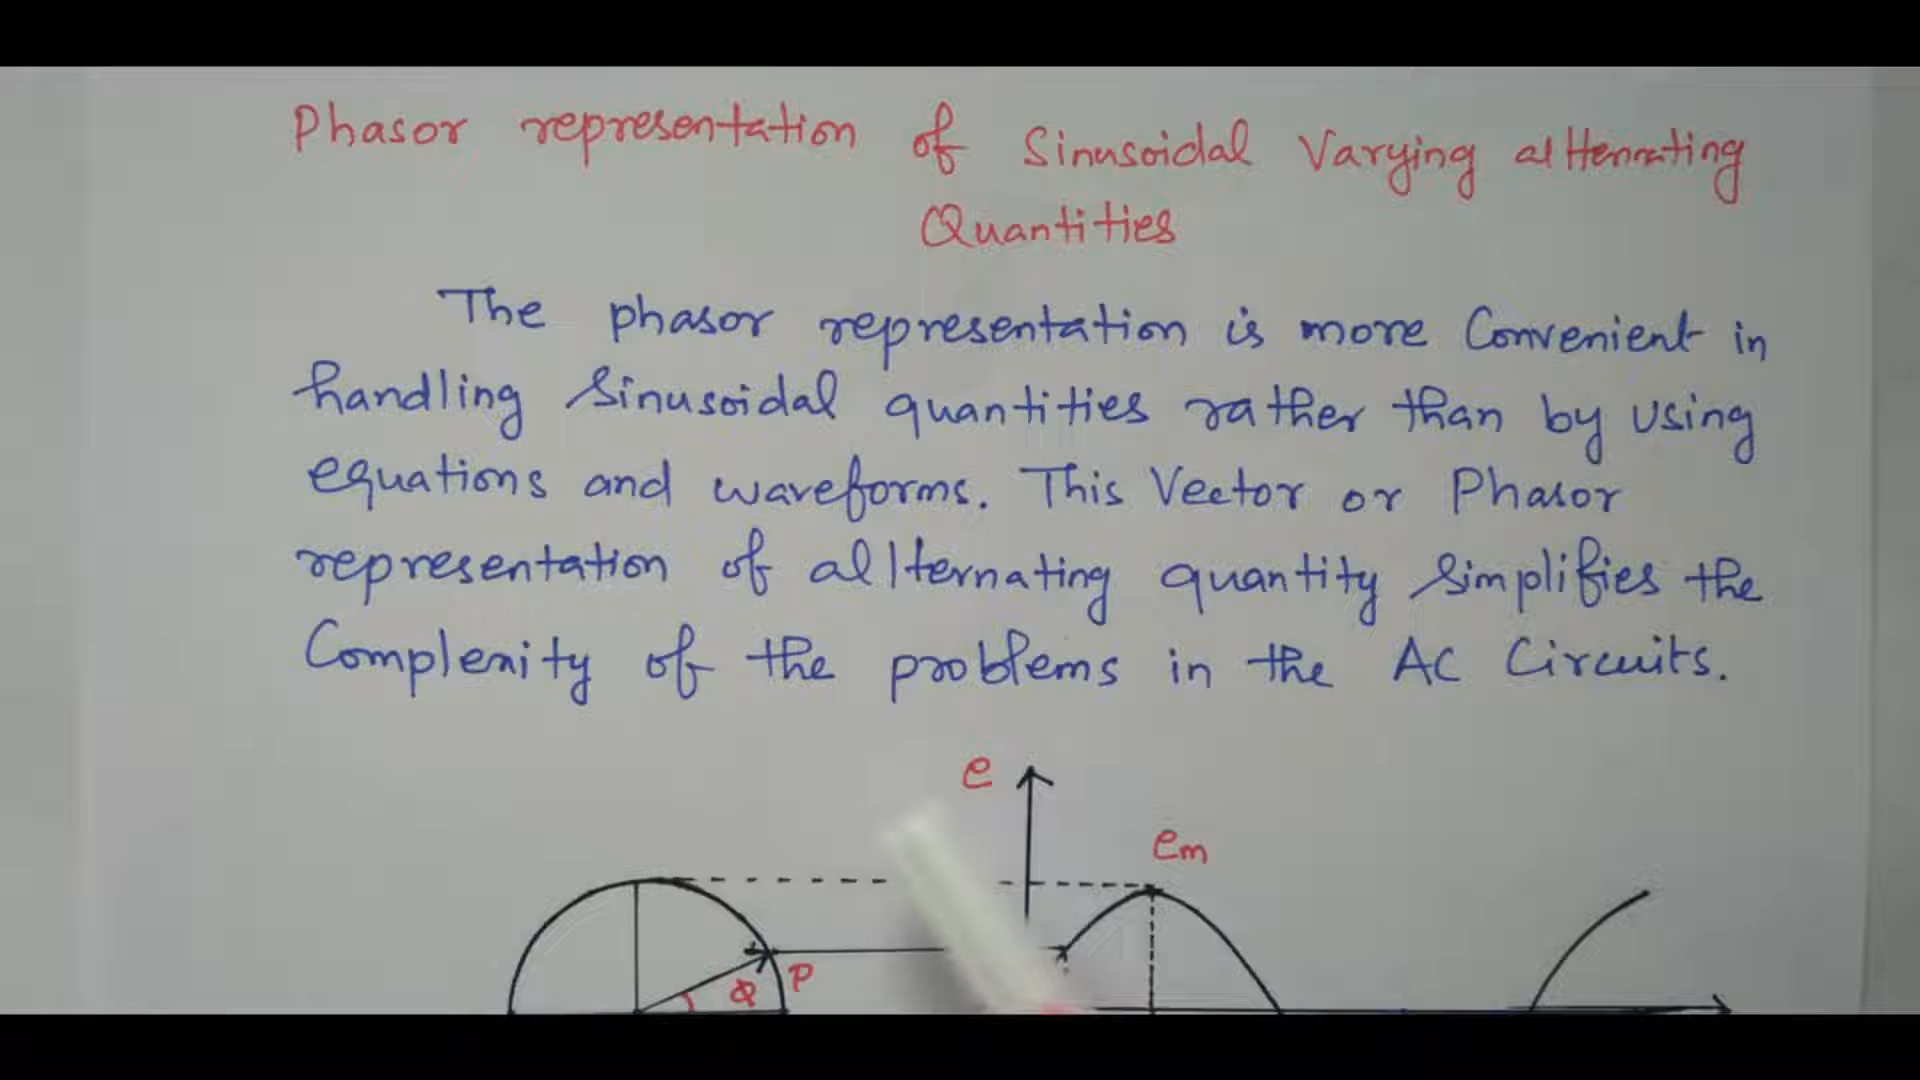 Phasor representation of Sinusoidal Varying alternating
Quantities
The phasor representation is more Convenient in
handling Sinusoidal quantities rather than by using
equations and waveforms. This Vector or Phasor
representation of allternating quantity simplifies the
Complexity of the problems in the AC Circuits.
e
em
P
Φ